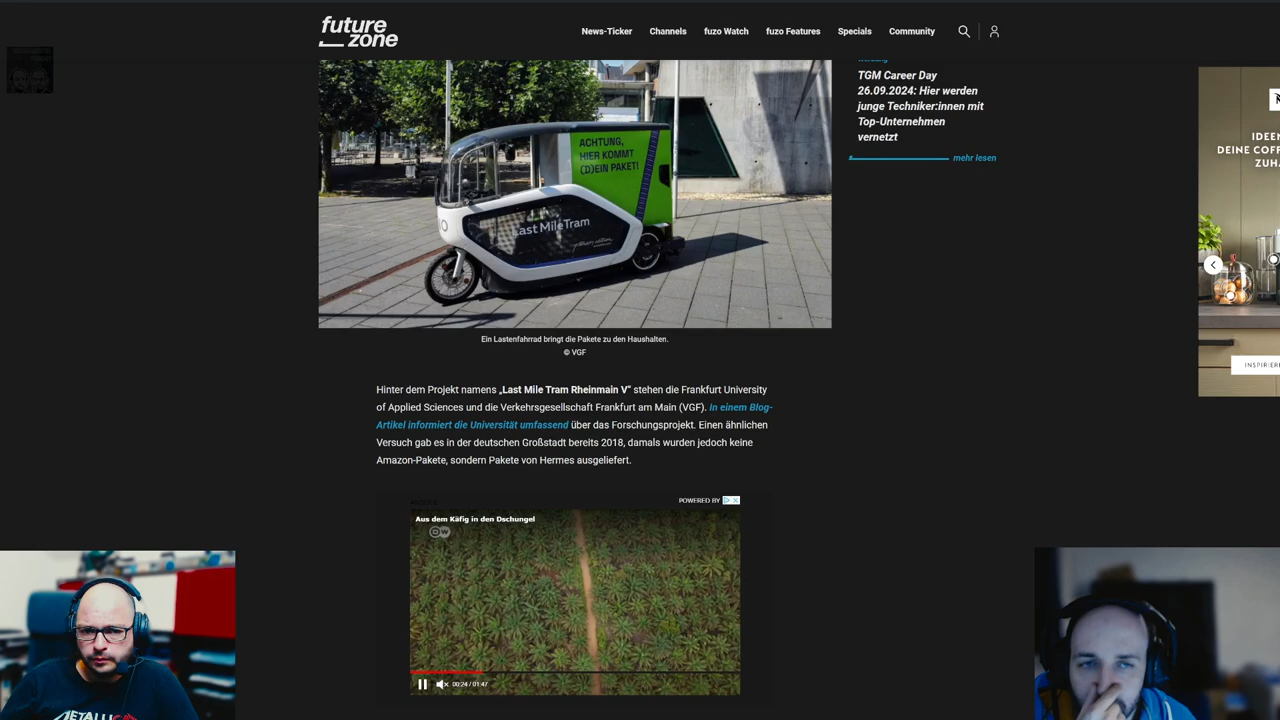 future
zone
News-Ticker
Channels
fuzo Watch
fuzo Features
Specials
Community
TGM Career Day
26.09.2024: Hier werden
junge Techniker:innen mit
Top-Unternehmen
vernetzt
mehr lesen
ACHTUNG,
HIER KOMMT
(D)EIN PAKET!
Last Mile Tram
Ein Lastenfahrrad bringt die Pakete zu den Haushalten.
© VGF
Hinter dem Projekt namens „Last Mile Tram Rheinmain V“ stehen die Frankfurt University
of Applied Sciences und die Verkehrsgesellschaft Frankfurt am Main (VGF). In einem Blog-
Artikel informiert die Universität umfassend über das Forschungsprojekt. Einen ähnlichen
Versuch gab es in der deutschen Großstadt bereits 2018, damals wurden jedoch keine
Amazon-Pakete, sondern Pakete von Hermes ausgeliefert.
ANZEIGE
POWERED BY
Aus dem Käfig in den Dschungel
00:24 / 01:47
DEINE COFF
ZUH
INSPIRIER
METALLIC